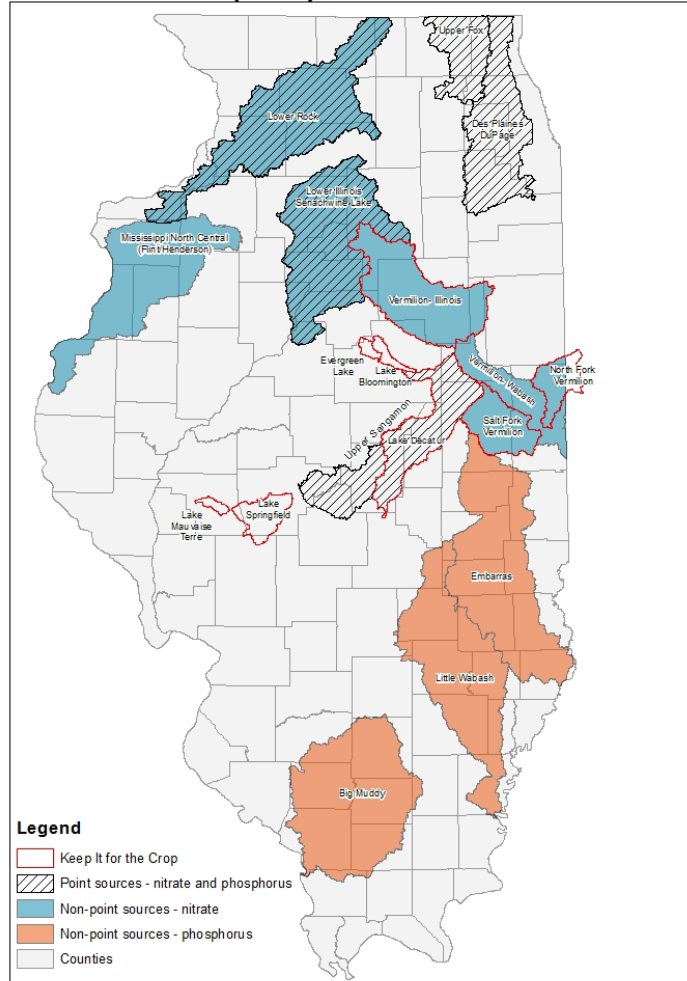 Upper Fox
Des Plaines
DuPage
Lower Rock
Lower Illinois
Senachwine Lake
Mississippi North Central
(Flint/Henderson)
Vermilion- Illinois
Evergreen
Lake
Lake
Bloomington
Vermilion- Wabash
North Fork
Vermilion
Salt Fork
Vermilion
Upper Sangamon
Lake Decatur
Lake
Springfield
Lake
Mauvaise
Terre
Embarras
Little Wabash
Big Muddy
Legend
Keep It for the Crop
Point sources - nitrate and phosphorus
Non-point sources - nitrate
Non-point sources - phosphorus
Counties